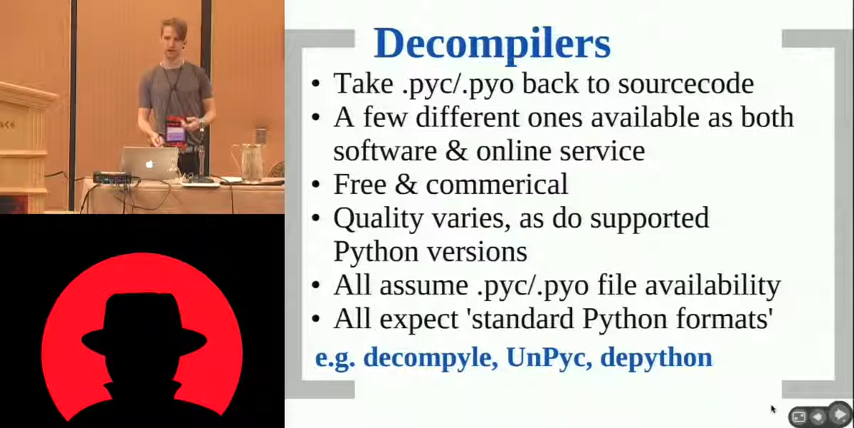 Decompilers
• Take .pyc/.pyo back to sourcecode
• A few different ones available as both
software & online service
• Free & commerical
• Quality varies, as do supported
Python versions
• All assume .pyc/.pyo file availability
• All expect 'standard Python formats'
e.g. decompyle, UnPyc, depython